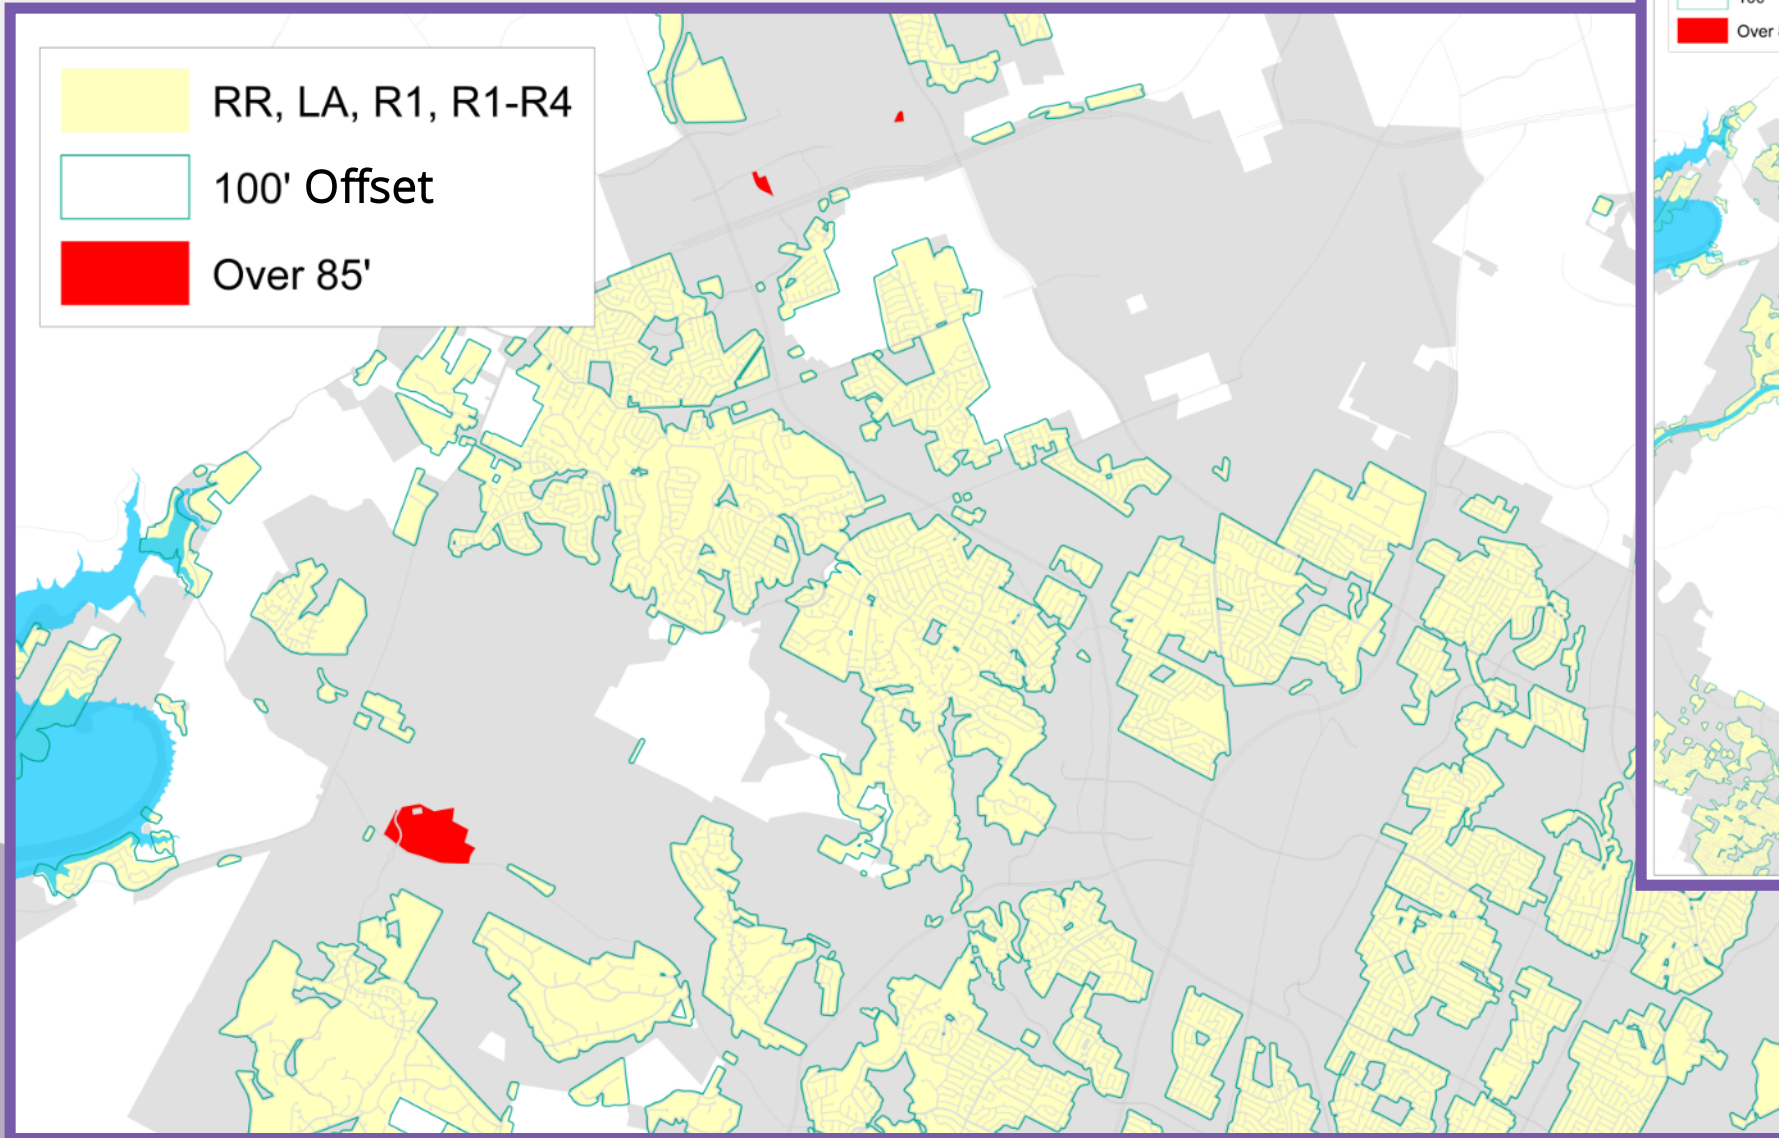 RR, LA, R1, R1-R4
100' Offset
Over 85'
Over